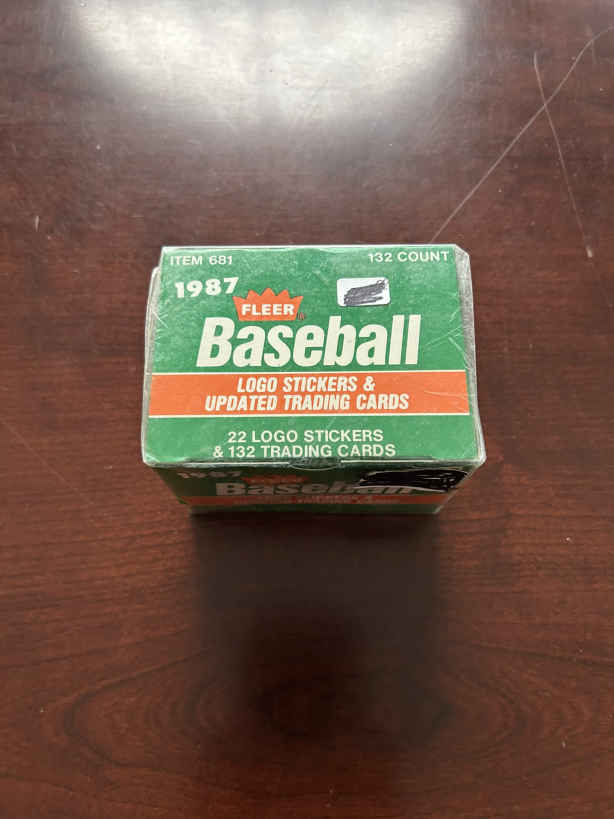 ITEM 681
132 COUNT
1987
FLEER
Baseball
LOGO STICKERS &
UPDATED TRADING CARDS
22 LOGO STICKERS
& 132 TRADING CARDS
1987
Baseball